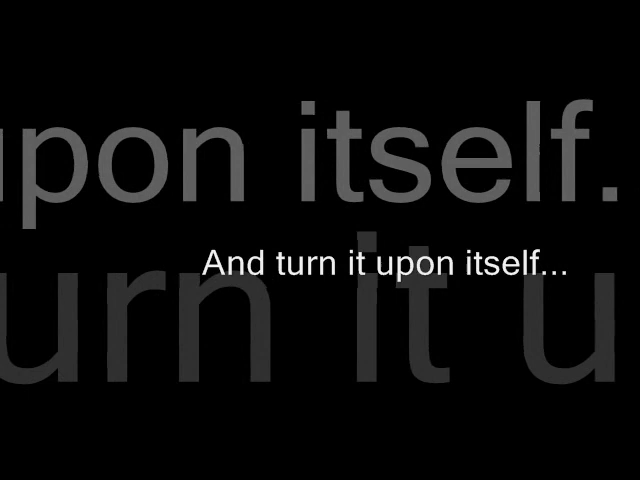 upon itself.
And turn it upon itself...
urn it u